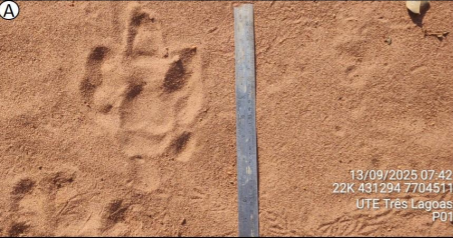 A
13/09/2025 07:42
22K 431294 7704511
UTE Três Lagoas
P01